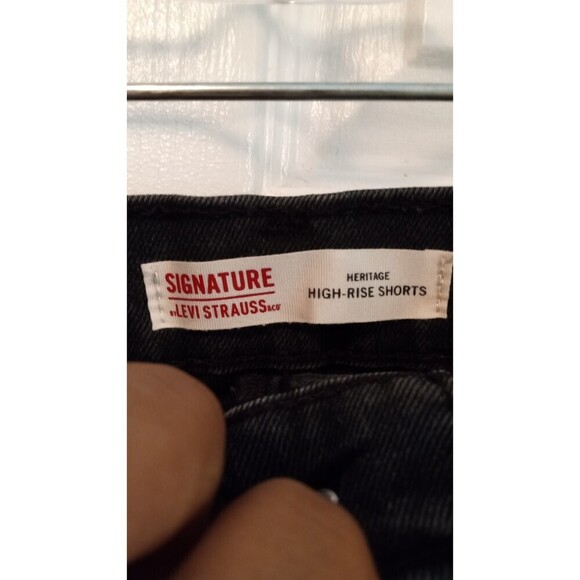 SIGNATURE
BY LEVI STRAUSS & CO
HERITAGE
HIGH-RISE SHORTS